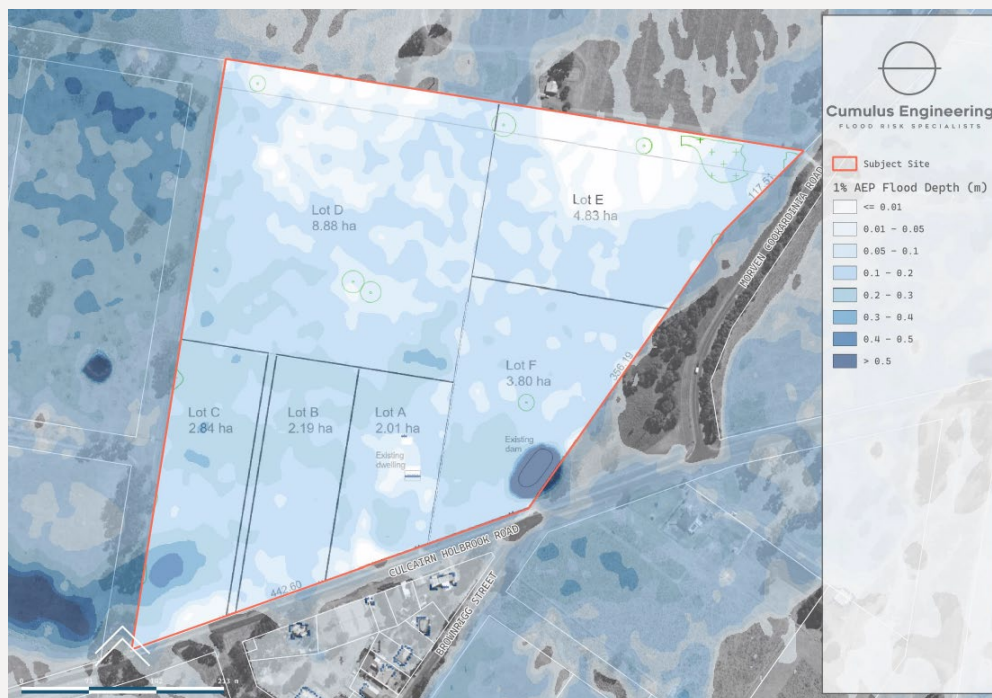 Cumulus Engineering
FLOOD RISK SPECIALISTS
Subject Site
1% AEP Flood Depth (m)
<= 0.01
0.01 - 0.05
0.05 - 0.1
0.1 - 0.2
0.2 - 0.3
0.3 - 0.4
0.4 - 0.5
> 0.5
Lot D
8.88 ha
Lot E
4.83 ha
117.51
MORVEN COOKARDINIA ROAD
356.19
Lot F
3.80 ha
Lot C
2.84 ha
Lot B
2.19 ha
Lot A
2.01 ha
Existing
dwelling
Existing
dam
CULCAIRN HOLBROOK ROAD
442.60
BROWNRIGG STREET
0